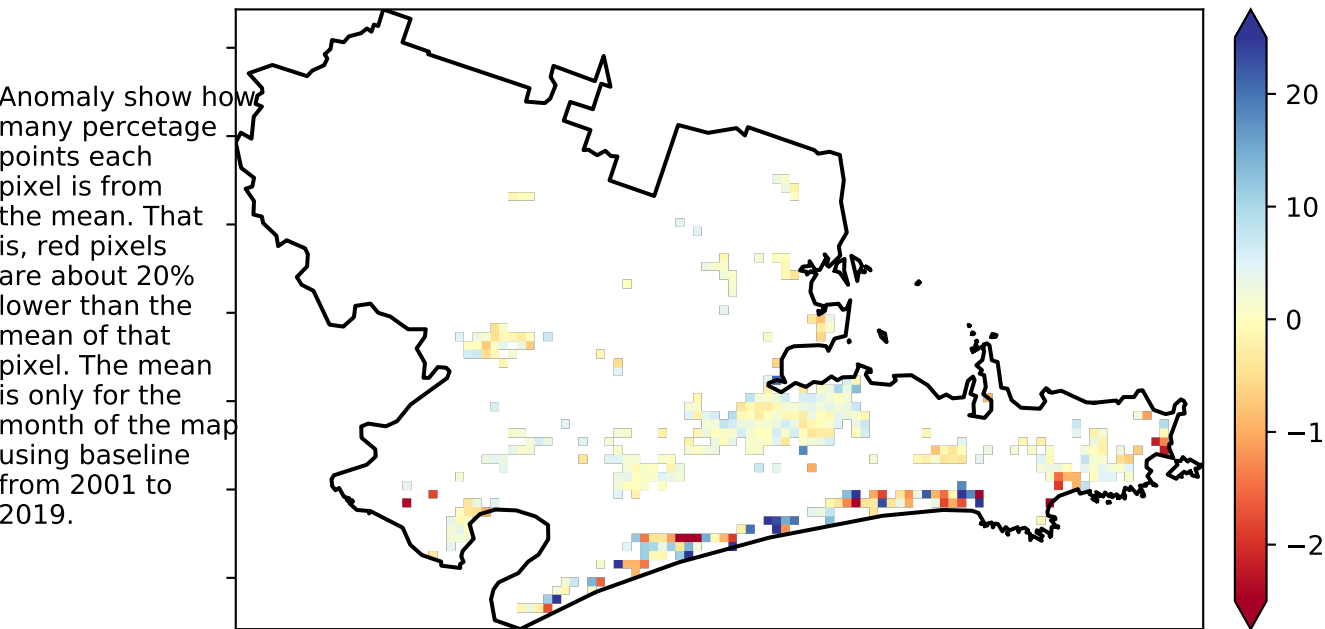 Anomaly show how
many percetage
points each
pixel is from
the mean. That
is, red pixels
are about 20%
lower than the
mean of that
pixel. The mean
is only for the
month of the map
using baseline
from 2001 to
2019.
20
10
0
−1
−2